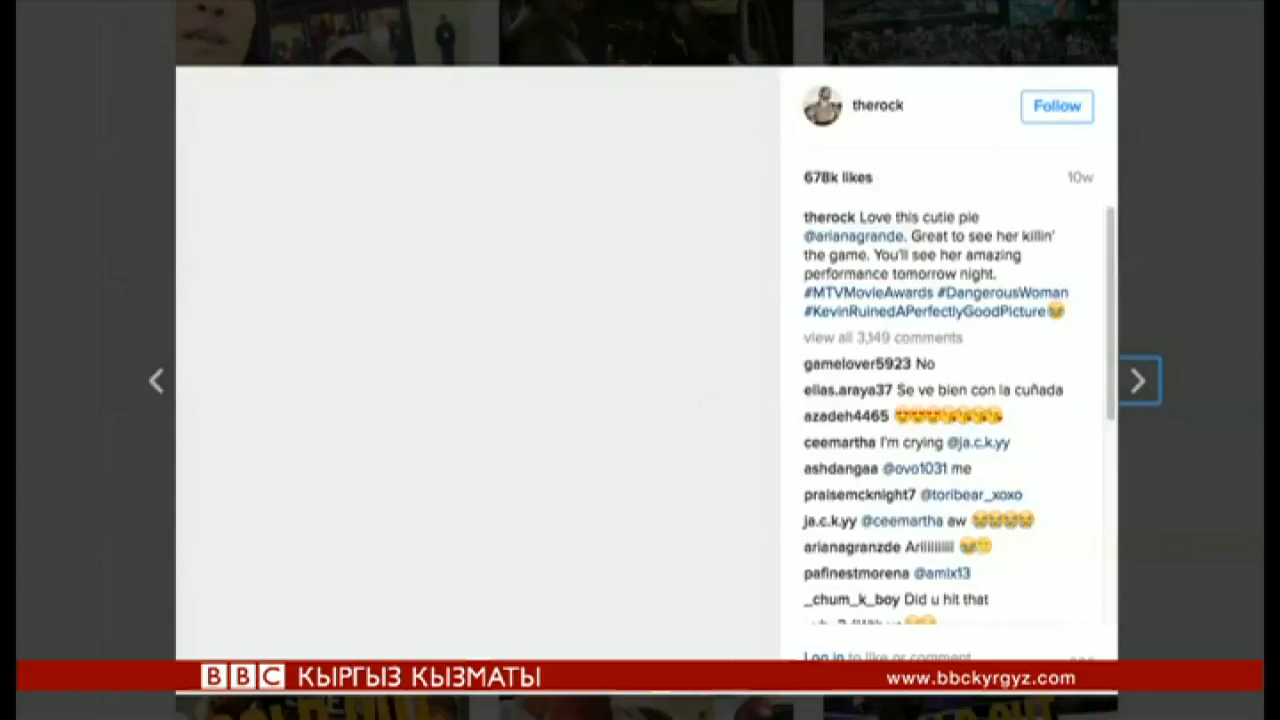 therock Follow
678k likes 10w
therock Love this cutie pie
@arianagrande. Great to see her killin'
the game. You'll see her amazing
performance tomorrow night.
#MTVMovieAwards #DangerousWoman
#KevinRuinedAPerfectlyGoodPicture😂
view all 3,149 comments
gamelover5923 No
elias.araya37 Se ve bien con la cuñada
azadeh4465
ceemartha I'm crying @ja.c.k.yy
ashdangaa @ovo1031 me
praisemcknight7 @toribear_xoxo
ja.c.k.yy @ceemartha aw 😭😭😭😭
arianagranzde Ariiiiiiiii
pafinestmorena @amix13
_chum_k_boy Did u hit that
Log in to like or comment.
BBC КЫРГЫЗ КЫЗМАТЫ www.bbckyrgyz.com